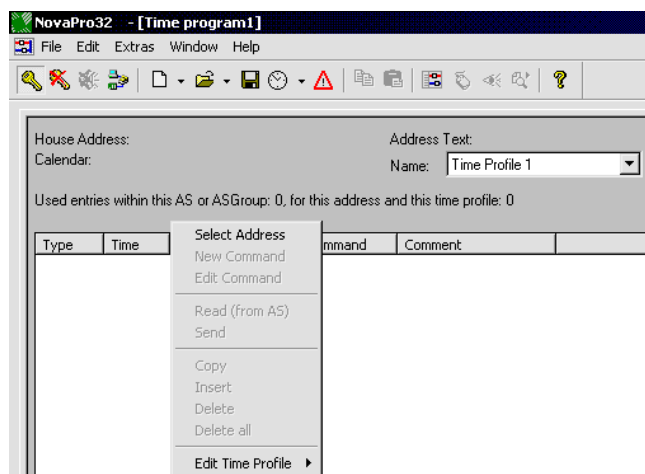 NovaPro32 - [Time program1]
File Edit Extras Window Help
House Address: Address Text:
Calendar: Name: Time Profile 1
Used entries within this AS or ASGroup: 0, for this address and this time profile: 0
Type Time mmand Comment
Select Address
New Command
Edit Command
Read (from AS)
Send
Copy
Insert
Delete
Delete all
Edit Time Profile